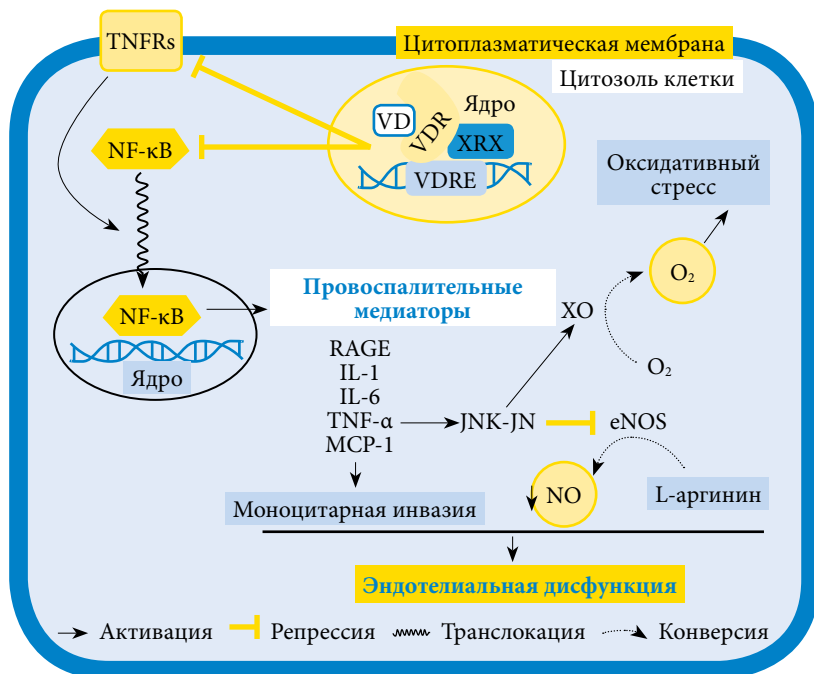 TNFRs
Цитоплазматическая мембрана
Цитозоль клетки
Ядро
VD
VDR
XRX
VDRE
NF-κB
Оксидативный
стресс
O₂
NF-κB
Ядро
Провоспалительные
медиаторы
XO
O₂
RAGE
IL-1
IL-6
TNF-α
MCP-1
JNK-JN
eNOS
NO
L-аргинин
Моноцитарная инвазия
Эндотелиальная дисфункция
Активация
Репрессия
Транслокация
Конверсия